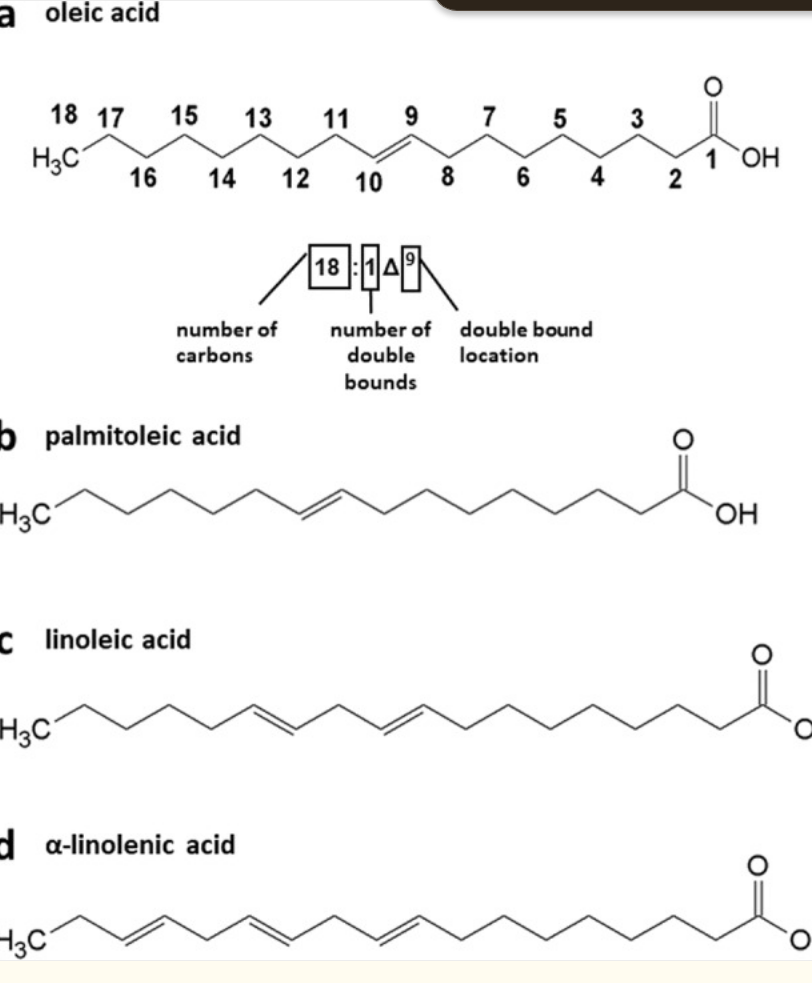 a oleic acid
O
18 17 15 13 11 9 7 5 3
H₃C 16 14 12 10 8 6 4 2 1 OH
18 : 1 Δ ⁹
number of carbons
number of double bounds
double bound location
b palmitoleic acid
O
H₃C OH
c linoleic acid
O
H₃C O
d α-linolenic acid
O
H₃C O